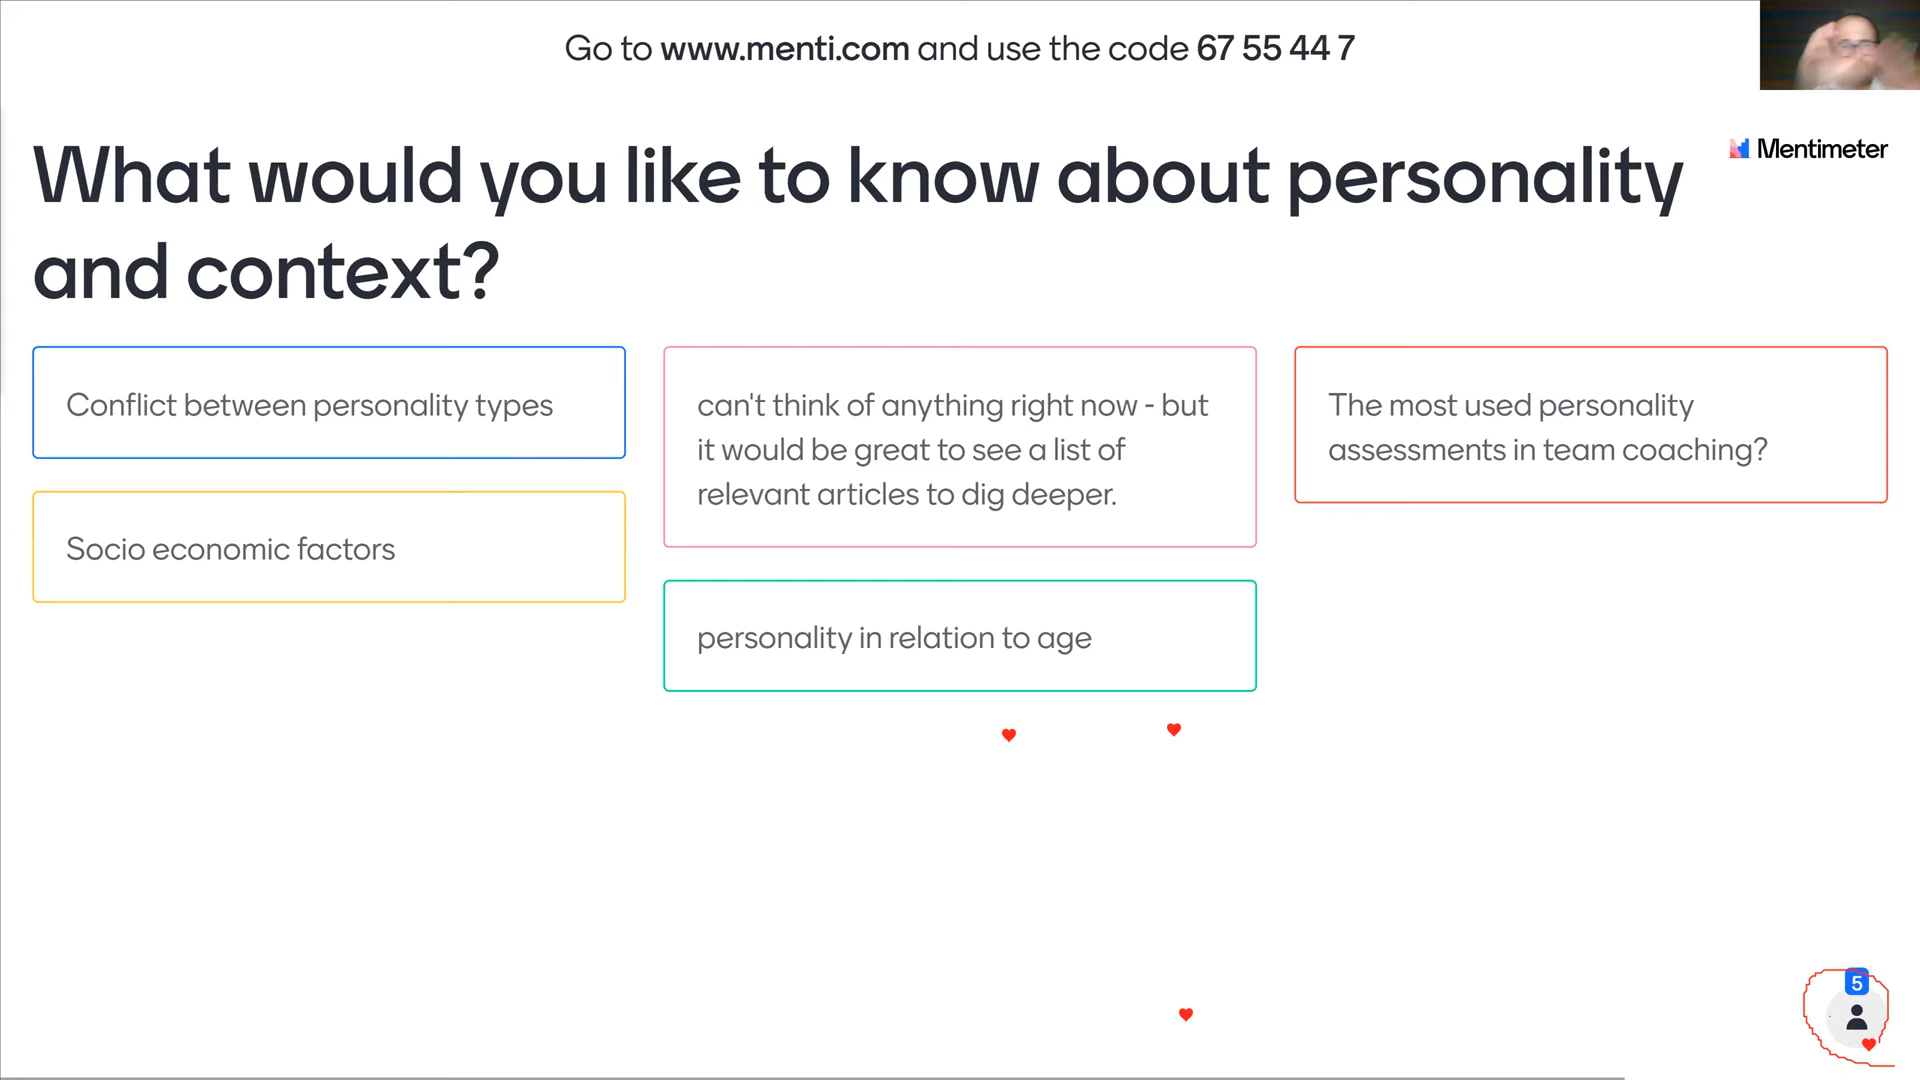 Go to www.menti.com and use the code 67 55 44 7
Mentimeter
What would you like to know about personality
and context?
Conflict between personality types
Socio economic factors
can't think of anything right now - but
it would be great to see a list of
relevant articles to dig deeper.
personality in relation to age
The most used personality
assessments in team coaching?
5